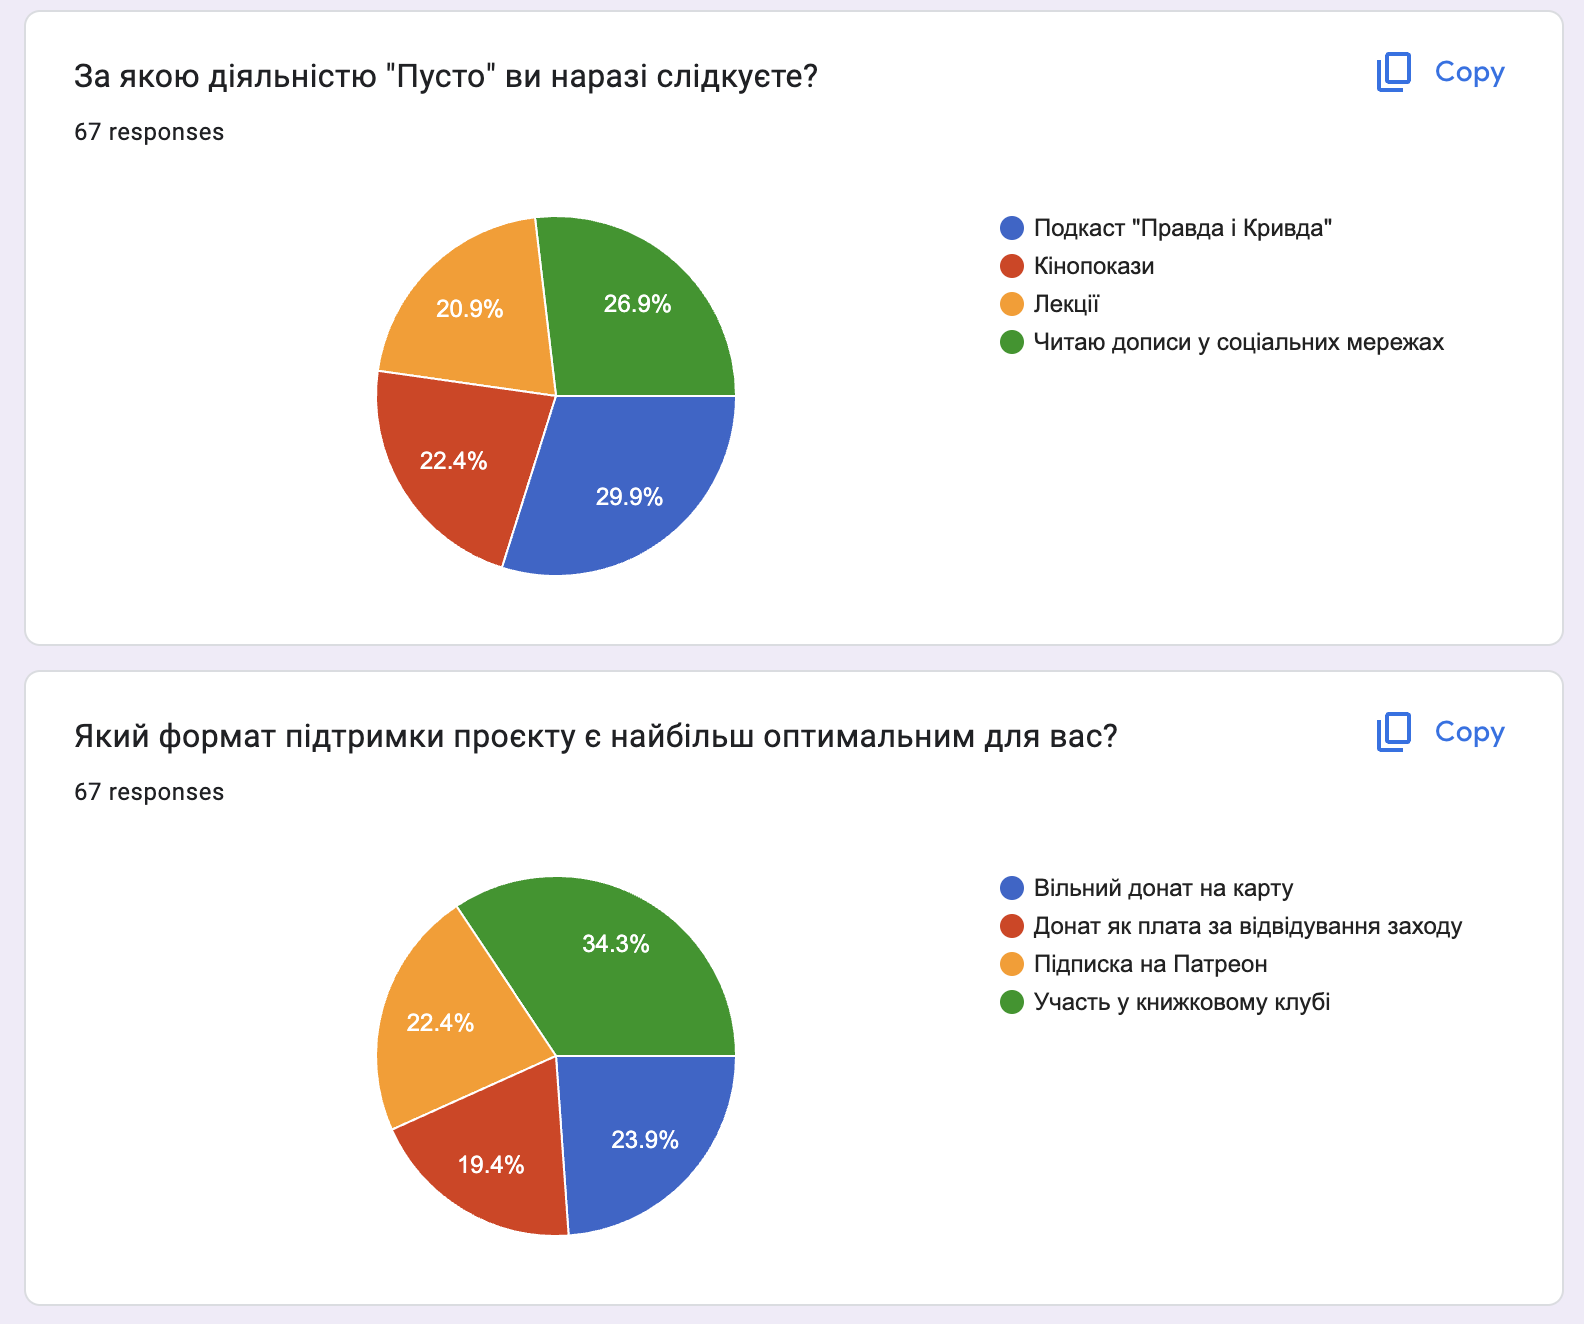 За якою діяльністю "Пусто" ви наразі слідкуєте?
Copy
67 responses
Подкаст "Правда і Кривда"
Кінопокази
Лекції
Читаю дописи у соціальних мережах
26.9%
20.9%
22.4%
29.9%
Який формат підтримки проєкту є найбільш оптимальним для вас?
Copy
67 responses
Вільний донат на карту
Донат як плата за відвідування заходу
Підписка на Патреон
Участь у книжковому клубі
34.3%
22.4%
19.4%
23.9%